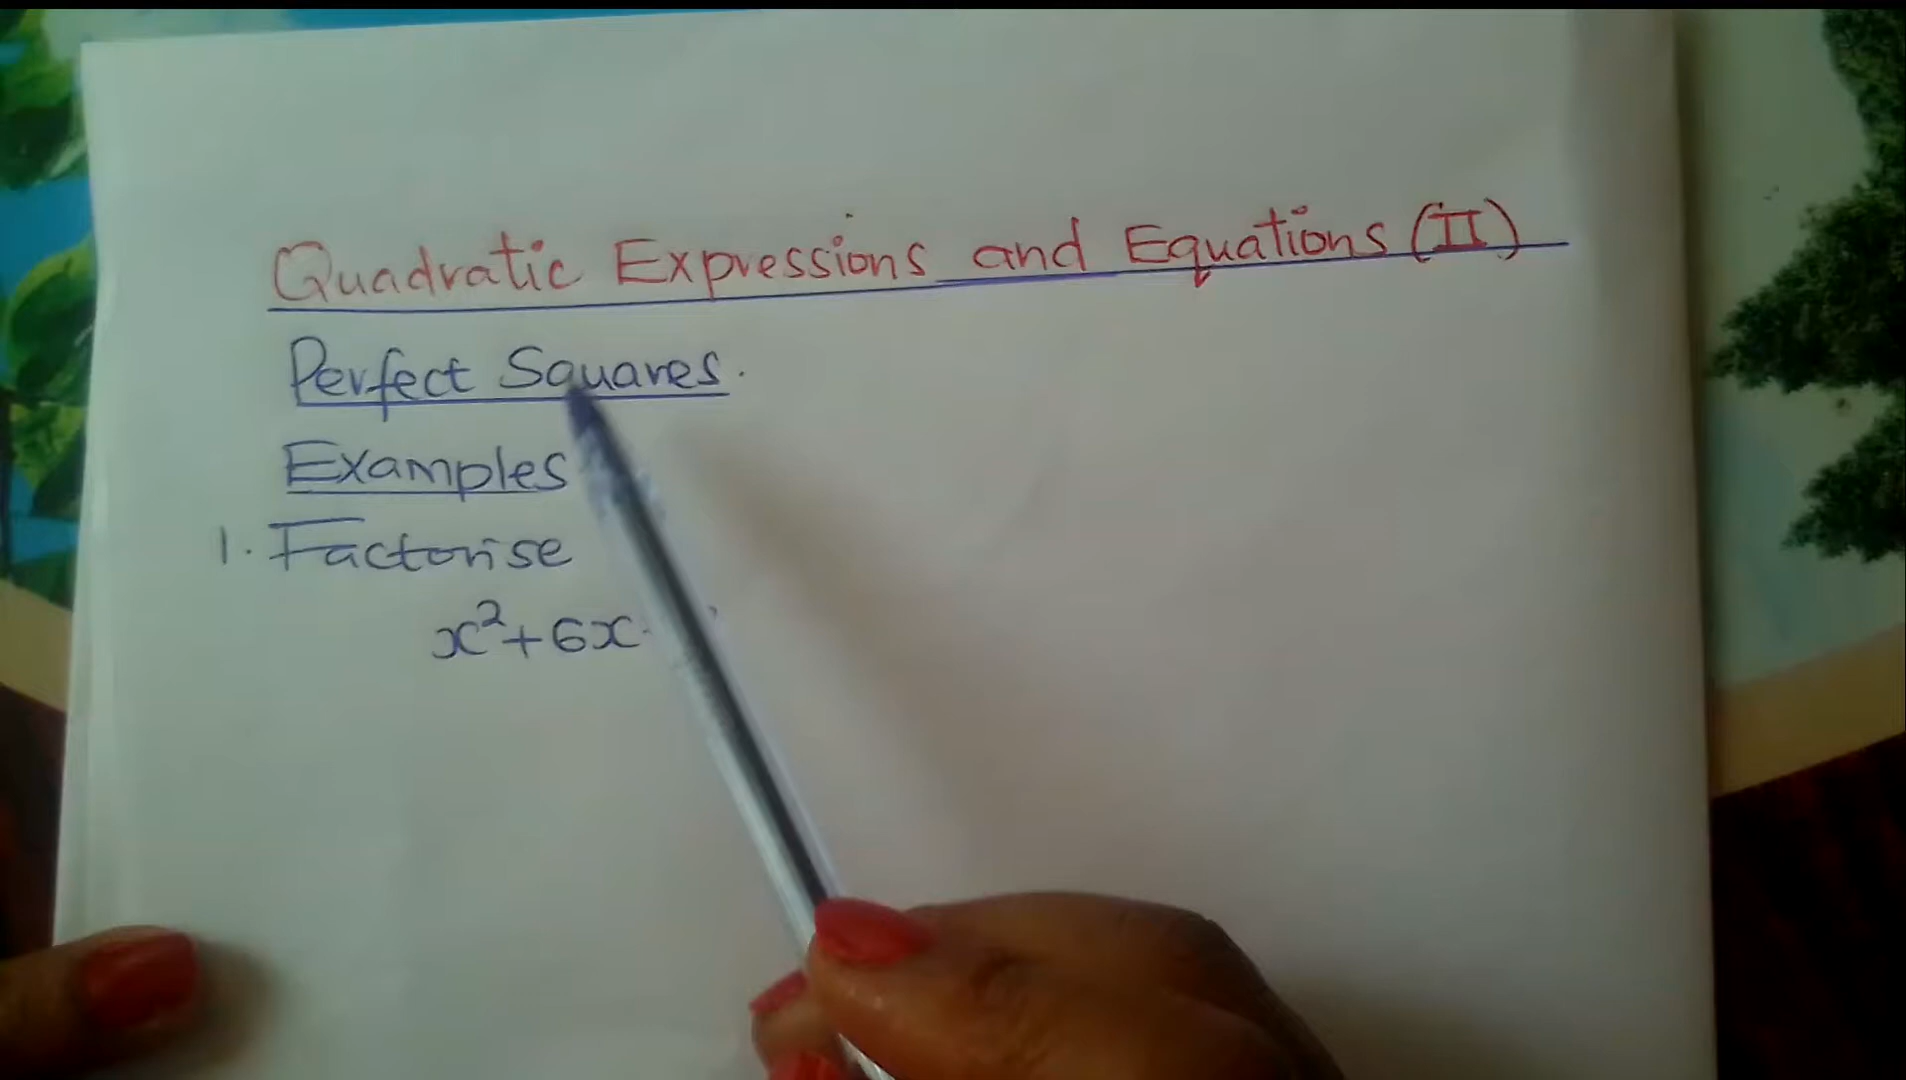 Quadratic Expressions and Equations (II)
Perfect Squares.
Examples
1. Factorise
x²+6x